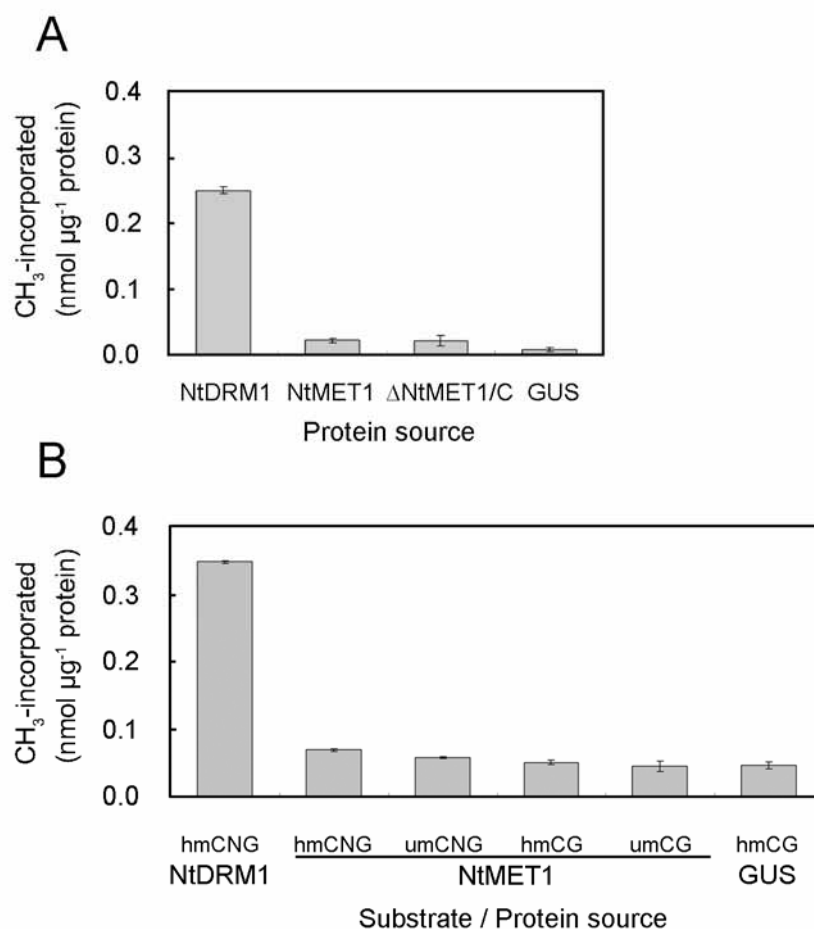 A
CH₃-incorporated
(nmol µg⁻¹ protein)
0.4
0.3
0.2
0.1
0.0
NtDRM1 NtMET1 ΔNtMET1/C GUS
Protein source
B
CH₃-incorporated
(nmol µg⁻¹ protein)
0.4
0.3
0.2
0.1
0.0
hmCNG hmCNG umCNG hmCG umCG hmCG
NtDRM1 NtMET1 GUS
Substrate / Protein source